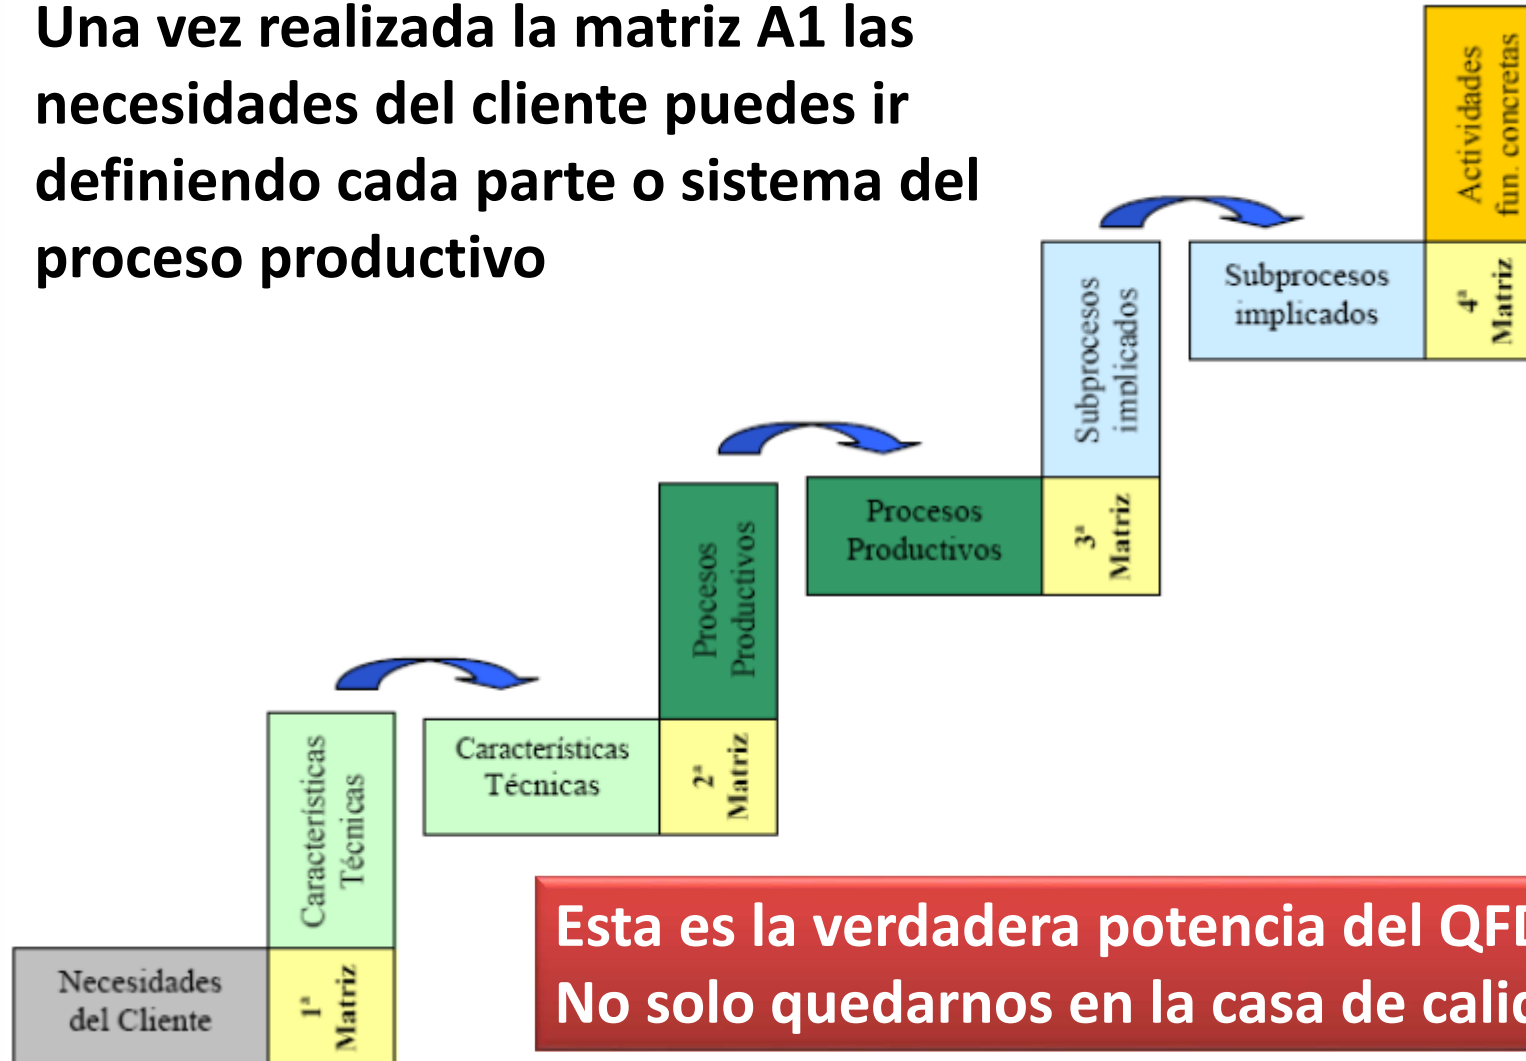 Una vez realizada la matriz A1 las
necesidades del cliente puedes ir
definiendo cada parte o sistema del
proceso productivo
Actividades
fun. concretas
Subprocesos
implicados
4ª
Matriz
Subprocesos
implicados
Procesos
Productivos
3ª
Matriz
Procesos
Productivos
Características
Técnicas
2ª
Matriz
Características
Técnicas
Necesidades
del Cliente
1ª
Matriz
Esta es la verdadera potencia del QFD
No solo quedarnos en la casa de